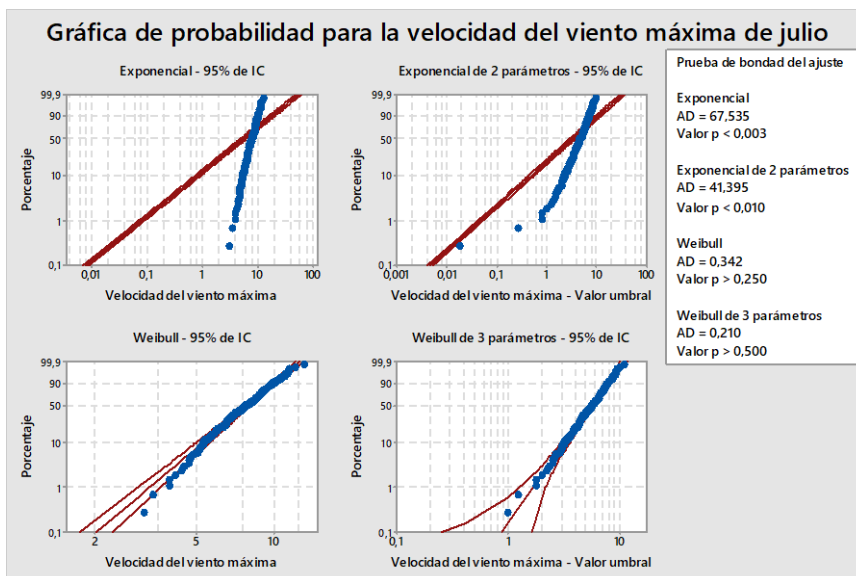 Gráfica de probabilidad para la velocidad del viento máxima de julio
Exponencial - 95% de IC
99,9
90
50
10
1
0,1
Porcentaje
0,01 0,1 1 10 100
Velocidad del viento máxima
Exponencial de 2 parámetros - 95% de IC
99,9
90
50
10
1
0,1
Porcentaje
0,001 0,01 0,1 1 10 100
Velocidad del viento máxima - Valor umbral
Weibull - 95% de IC
99,9
90
50
10
1
0,1
Porcentaje
2 5 10
Velocidad del viento máxima
Weibull de 3 parámetros - 95% de IC
99,9
90
50
10
1
0,1
Porcentaje
0,1 1 10
Velocidad del viento máxima - Valor umbral
Prueba de bondad del ajuste
Exponencial
AD = 67,535
Valor p < 0,003
Exponencial de 2 parámetros
AD = 41,395
Valor p < 0,010
Weibull
AD = 0,342
Valor p > 0,250
Weibull de 3 parámetros
AD = 0,210
Valor p > 0,500